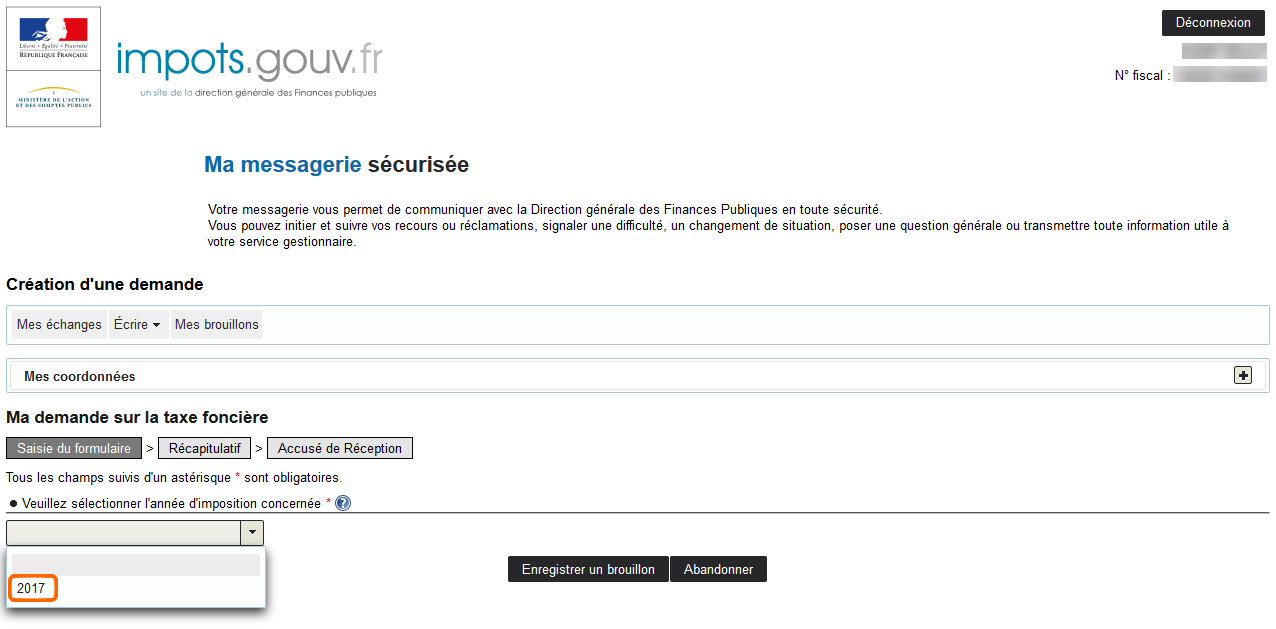 Liberté • Égalité • Fraternité
RÉPUBLIQUE FRANÇAISE
MINISTÈRE DE L'ACTION
ET DES COMPTES PUBLICS
impots.gouv.fr
un site de la direction générale des Finances publiques
Déconnexion
N° fiscal :
Ma messagerie sécurisée
Votre messagerie vous permet de communiquer avec la Direction générale des Finances Publiques en toute sécurité.
Vous pouvez initier et suivre vos recours ou réclamations, signaler une difficulté, un changement de situation, poser une question générale ou transmettre toute information utile à
votre service gestionnaire.
Création d'une demande
Mes échanges Écrire Mes brouillons
Mes coordonnées
Ma demande sur la taxe foncière
Saisie du formulaire > Récapitulatif > Accusé de Réception
Tous les champs suivis d'un astérisque * sont obligatoires.
● Veuillez sélectionner l'année d'imposition concernée * ?
2017
Enregistrer un brouillon Abandonner